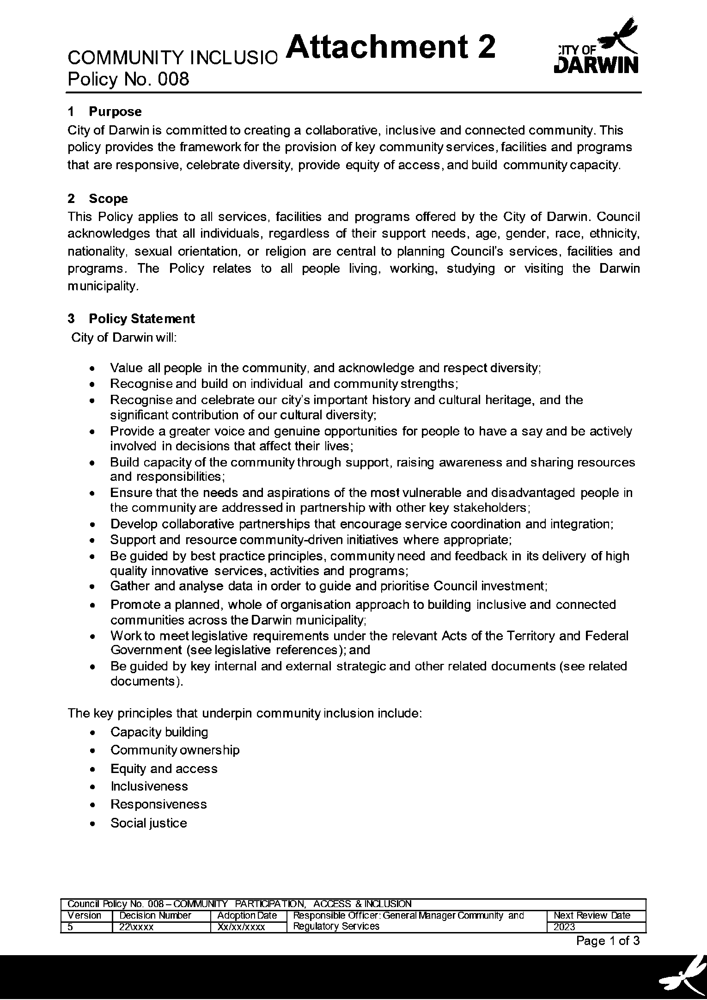 Attachment 2
CITY OF
DARWIN
COMMUNITY INCLUSIO
Policy No. 008
1 Purpose
City of Darwin is committed to creating a collaborative, inclusive and connected community. This
policy provides the framework for the provision of key community services, facilities and programs
that are responsive, celebrate diversity, provide equity of access, and build community capacity.
2 Scope
This Policy applies to all services, facilities and programs offered by the City of Darwin. Council
acknowledges that all individuals, regardless of their support needs, age, gender, race, ethnicity,
nationality, sexual orientation, or religion are central to planning Council’s services, facilities and
programs. The Policy relates to all people living, working, studying or visiting the Darwin
municipality.
3 Policy Statement
City of Darwin will:
• Value all people in the community, and acknowledge and respect diversity;
• Recognise and build on individual and community strengths;
• Recognise and celebrate our city’s important history and cultural heritage, and the
significant contribution of our cultural diversity;
• Provide a greater voice and genuine opportunities for people to have a say and be actively
involved in decisions that affect their lives;
• Build capacity of the community through support, raising awareness and sharing resources
and responsibilities;
• Ensure that the needs and aspirations of the most vulnerable and disadvantaged people in
the community are addressed in partnership with other key stakeholders;
• Develop collaborative partnerships that encourage service coordination and integration;
• Support and resource community-driven initiatives where appropriate;
• Be guided by best practice principles, community need and feedback in its delivery of high
quality innovative services, activities and programs;
• Gather and analyse data in order to guide and prioritise Council investment;
• Promote a planned, whole of organisation approach to building inclusive and connected
communities across the Darwin municipality;
• Work to meet legislative requirements under the relevant Acts of the Territory and Federal
Government (see legislative references); and
• Be guided by key internal and external strategic and other related documents (see related
documents).
The key principles that underpin community inclusion include:
• Capacity building
• Community ownership
• Equity and access
• Inclusiveness
• Responsiveness
• Social justice
Council Policy No. 008 – COMMUNITY PARTICIPATION, ACCESS & INCLUSION
Version Decision Number Adoption Date Responsible Officer: General Manager Community and Next Review Date
5 22\xxxx Xx/xx/xxxx Regulatory Services 2023
Page 1 of 3